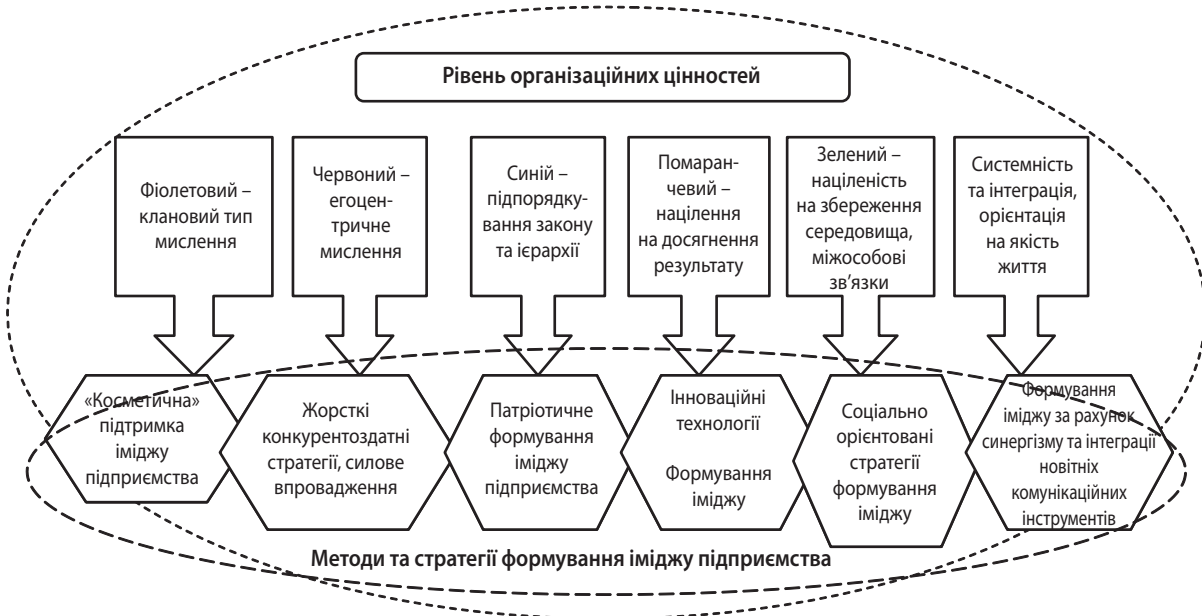 Рівень організаційних цінностей
Фіолетовий –
клановий тип
мислення
Червоний –
егоцен-
тричне
мислення
Синій –
підпорядку-
вання закону
та ієрархії
Помаран-
чевий –
націлення
на досягнення
результату
Зелений –
націленість
на збереження
середовища,
міжособові
зв’язки
Системність
та інтеграція,
орієнтація
на якість
життя
«Косметична»
підтримка
іміджу
підприємства
Жорсткі
конкурентоздатні
стратегії, силове
впровадження
Патріотичне
формування
іміджу
підприємства
Інноваційні
технології
Формування
іміджу
Соціально
орієнтовані
стратегії
формування
іміджу
Формування
іміджу за рахунок
синергізму та інтеграції
новітніх
комунікаційних
інструментів
Методи та стратегії формування іміджу підприємства